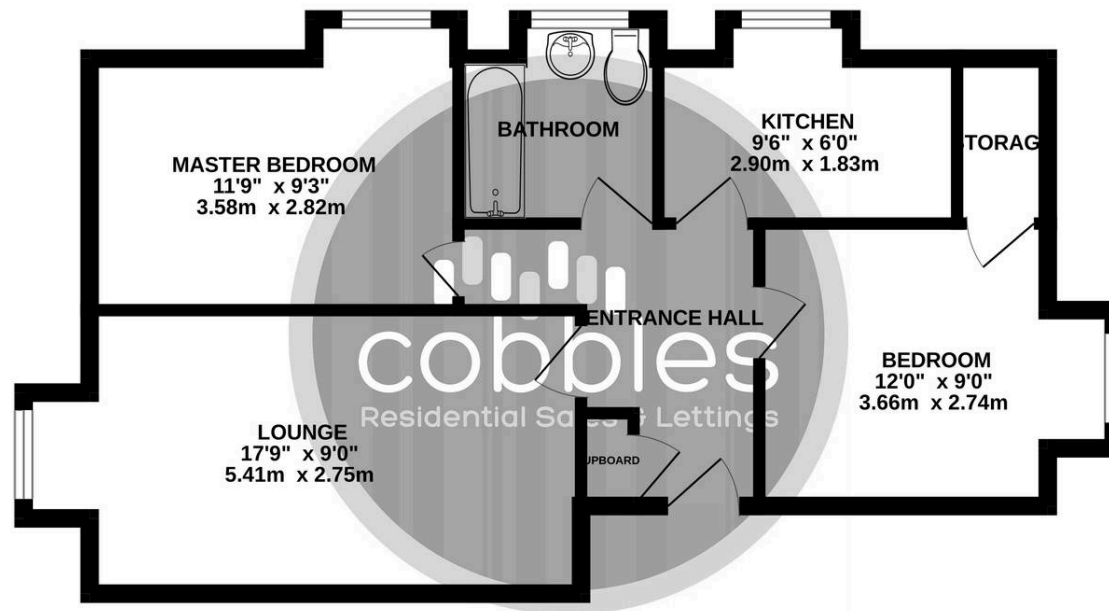 BATHROOM
KITCHEN
9'6" x 6'0"
2.90m x 1.83m
TORAG
MASTER BEDROOM
11'9" x 9'3"
3.58m x 2.82m
ENTRANCE HALL
cobbles
Residential Sales & Lettings
BEDROOM
12'0" x 9'0"
3.66m x 2.74m
LOUNGE
17'9" x 9'0"
5.41m x 2.75m
UPBOARD